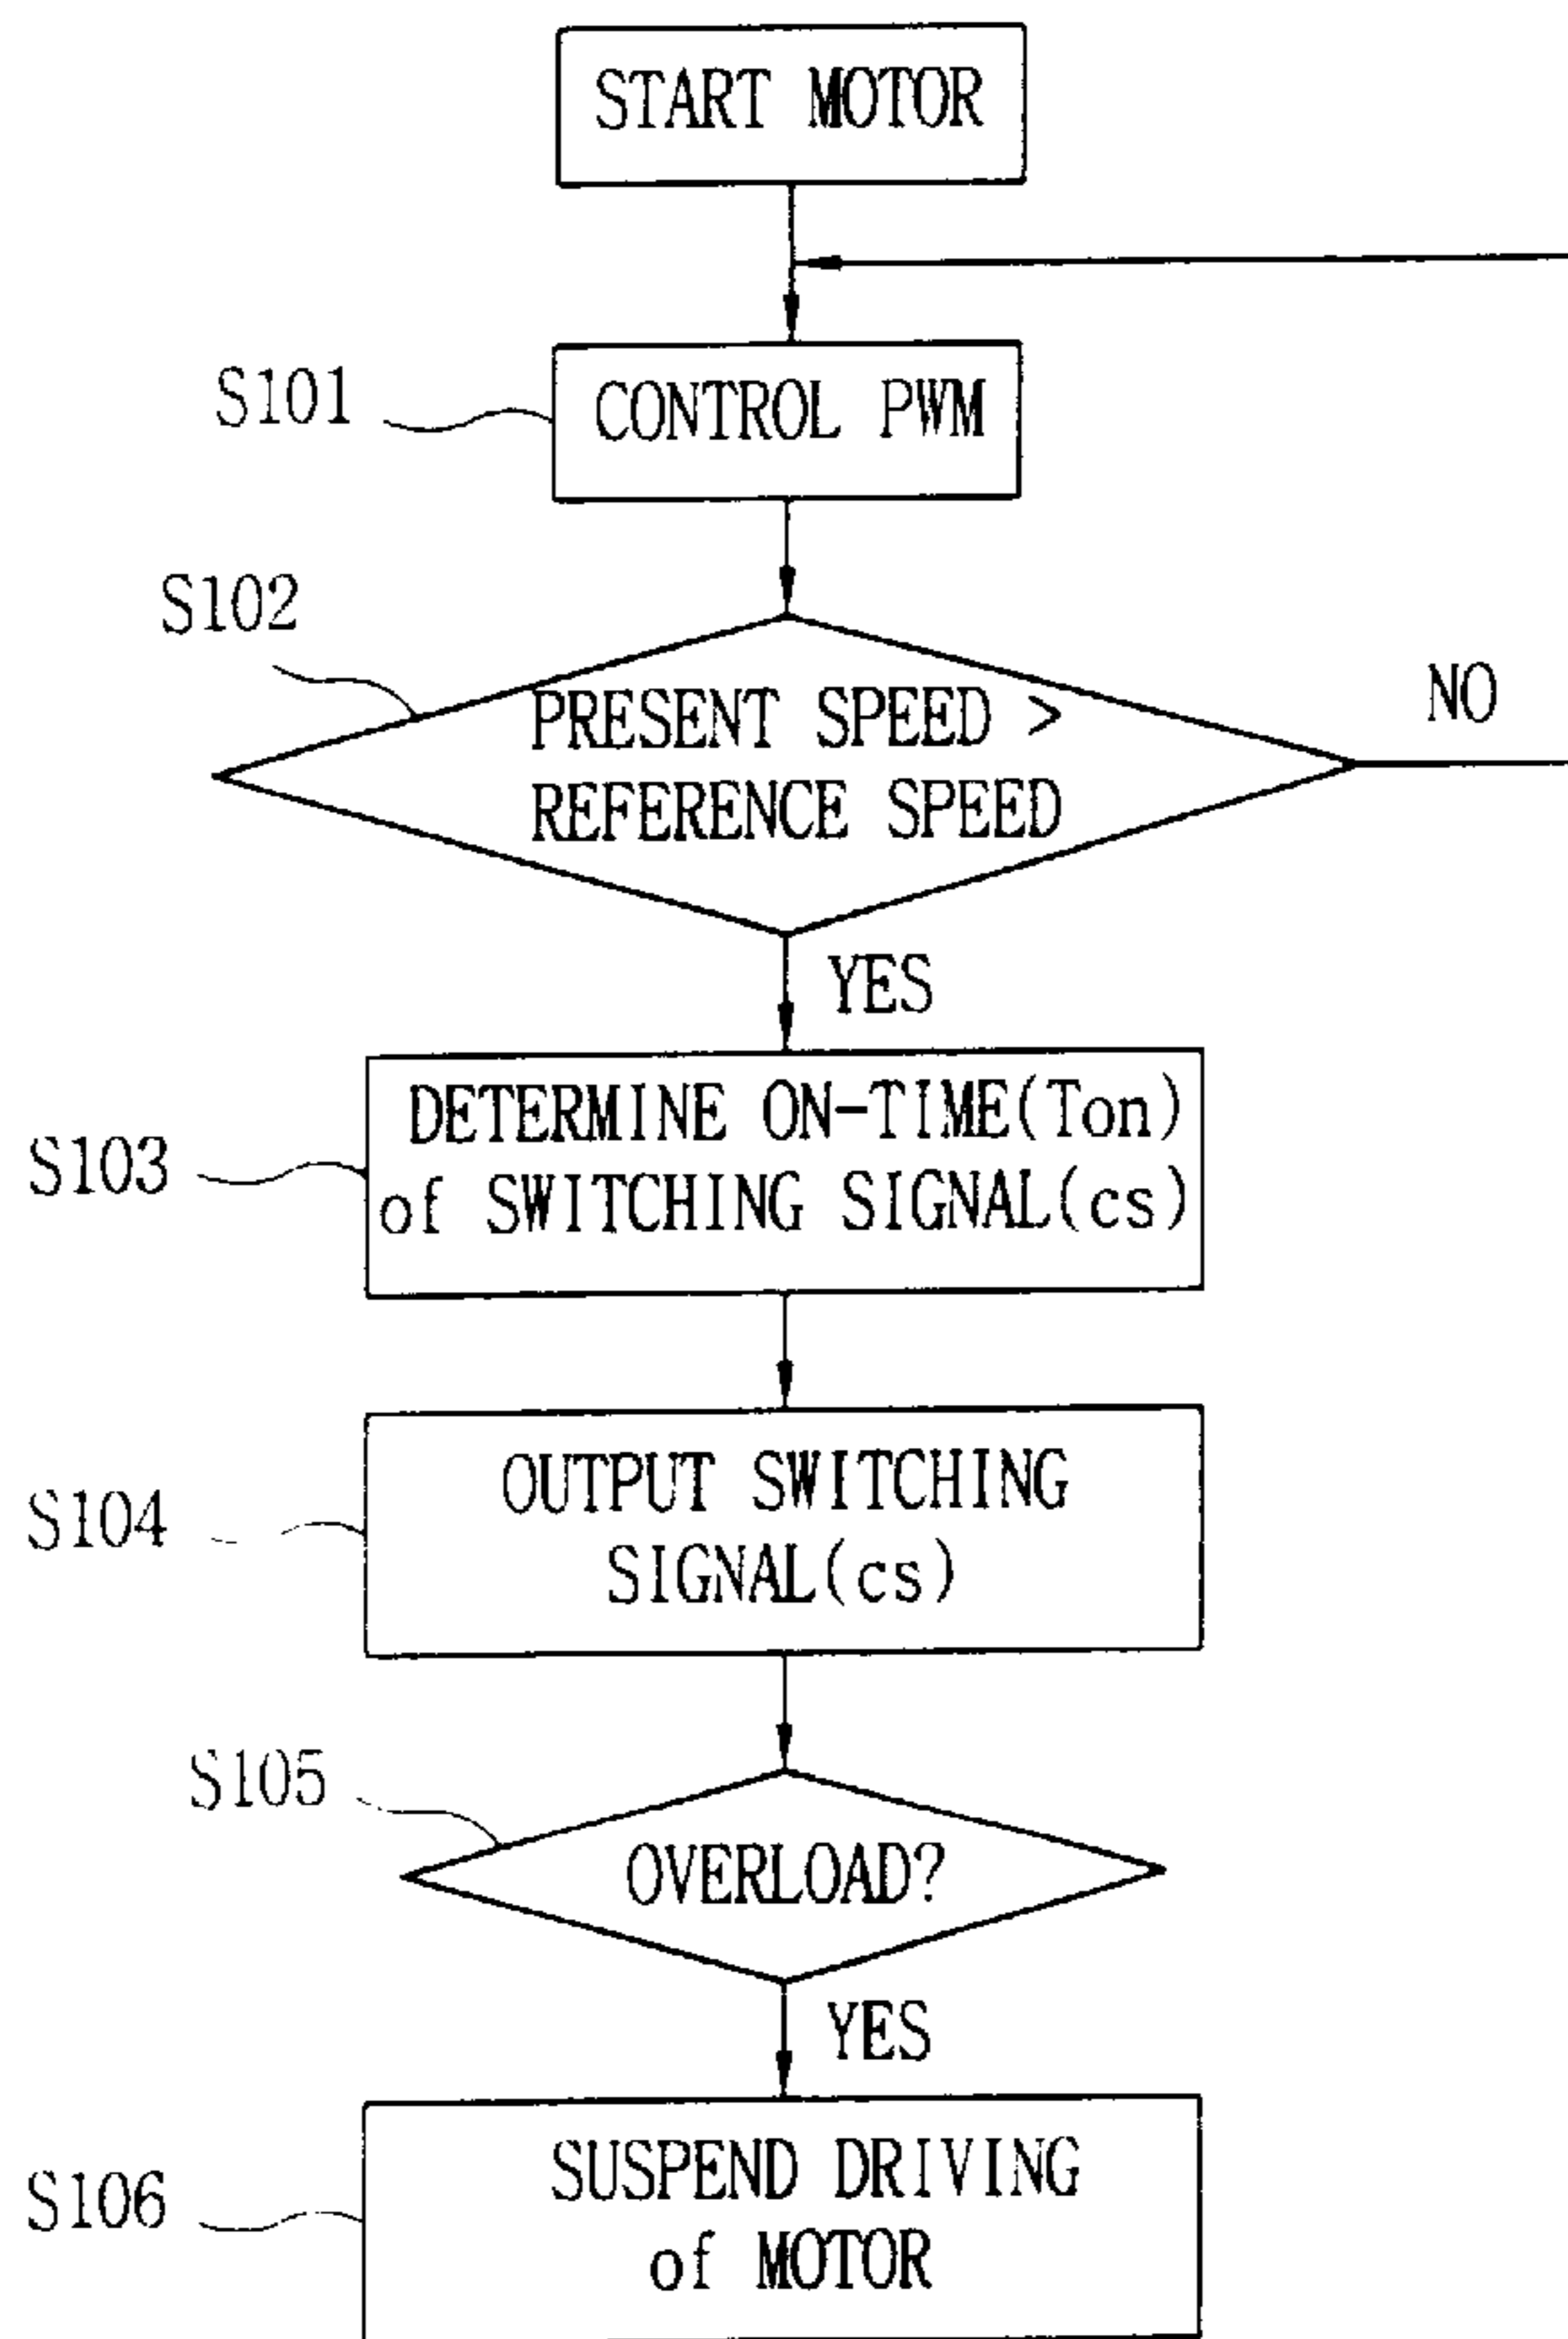 START MOTOR
S101
CONTROL PWM
S102
PRESENT SPEED >
REFERENCE SPEED
NO
YES
S103
DETERMINE ON-TIME(Ton)
of SWITCHING SIGNAL(cs)
S104
OUTPUT SWITCHING
SIGNAL(cs)
S105
OVERLOAD?
YES
S106
SUSPEND DRIVING
of MOTOR